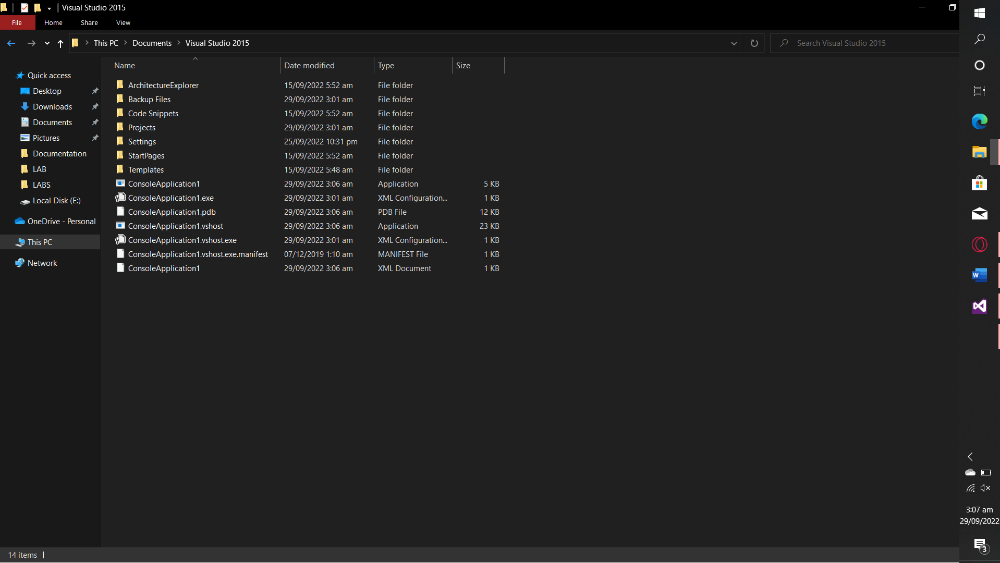 Visual Studio 2015
File Home Share View
This PC Documents Visual Studio 2015 Search Visual Studio 2015
Name Date modified Type Size
Quick access
Desktop
Downloads
Documents
Pictures
Documentation
LAB
LABS
Local Disk (E:)
OneDrive - Personal
This PC
Network
ArchitectureExplorer 15/09/2022 5:52 am File folder
Backup Files 29/09/2022 3:01 am File folder
Code Snippets 15/09/2022 5:52 am File folder
Projects 29/09/2022 3:01 am File folder
Settings 25/09/2022 10:31 pm File folder
StartPages 15/09/2022 5:52 am File folder
Templates 15/09/2022 5:48 am File folder
ConsoleApplication1 29/09/2022 3:06 am Application 5 KB
ConsoleApplication1.exe 29/09/2022 3:01 am XML Configuration... 1 KB
ConsoleApplication1.pdb 29/09/2022 3:06 am PDB File 12 KB
ConsoleApplication1.vshost 29/09/2022 3:06 am Application 23 KB
ConsoleApplication1.vshost.exe 29/09/2022 3:01 am XML Configuration... 1 KB
ConsoleApplication1.vshost.exe.manifest 07/12/2019 1:10 am MANIFEST File 1 KB
ConsoleApplication1 29/09/2022 3:06 am XML Document 1 KB
W
3:07 am
29/09/2022
3
14 items